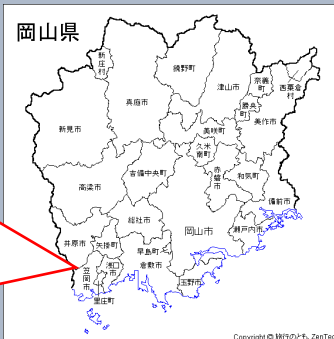 岡山県
新庄村
鏡野町
津山市
奈義町
西粟倉村
勝央町
真庭市
美作市
新見市
美咲町
久米南町
吉備中央町
赤磐市
和気町
高梁市
備前市
総社市
岡山市
瀬戸内市
井原市
矢掛町
早島町
倉敷市
浅口市
笠岡市
玉野市
里庄町
Copyright © 旅行のとも、ZenTec